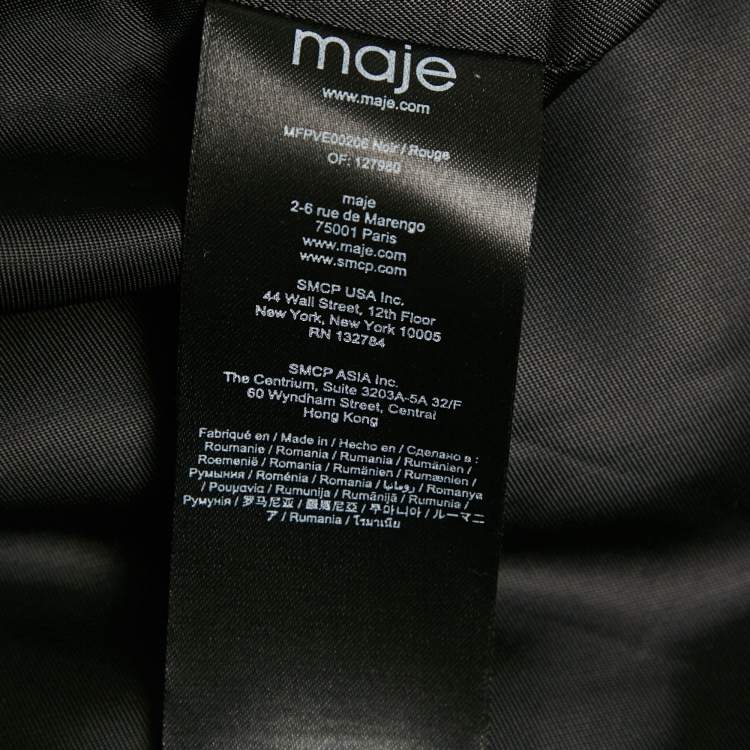 maje
www.maje.com
MFPVE00206 Noir / Rouge
OF: 127980
maje
2-6 rue de Marengo
75001 Paris
www.maje.com
www.smcp.com
SMCP USA Inc.
44 Wall Street, 12th Floor
New York, New York 10005
RN 132784
SMCP ASIA Inc.
The Centrium, Suite 3203A-5A 32/F
60 Wyndham Street, Central
Hong Kong
Fabriqué en / Made in / Hecho en / Сделано в :
Roumanie / Romania / Rumania / Rumänien /
Roemenië / Romania / Rumänien / Rumænien /
Румыния / Roménia / Romania / رومانيا / Romanya
/ Ρουμανία / Rumunija / Rumānijā / Rumunia /
Румунія / 罗马尼亚 / 羅馬尼亞 / 루마니아 / ルーマニ
ア / Rumania / โรมาเนีย